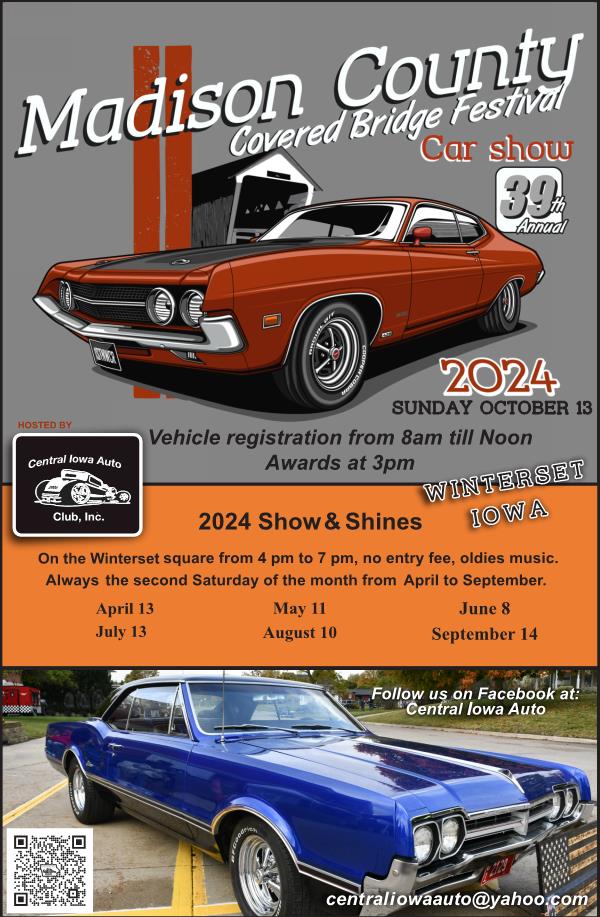 Madison County
Covered Bridge Festival
Car show
39th
Annual
2024
SUNDAY OCTOBER 13
HOSTED BY
Central Iowa Auto
Club, Inc.
Vehicle registration from 8am till Noon
Awards at 3pm
WINTERSET
IOWA
2024 Show & Shines
On the Winterset square from 4 pm to 7 pm, no entry fee, oldies music.
Always the second Saturday of the month from April to September.
April 13 May 11 June 8
July 13 August 10 September 14
Follow us on Facebook at:
Central Iowa Auto
centraliowaauto@yahoo.com